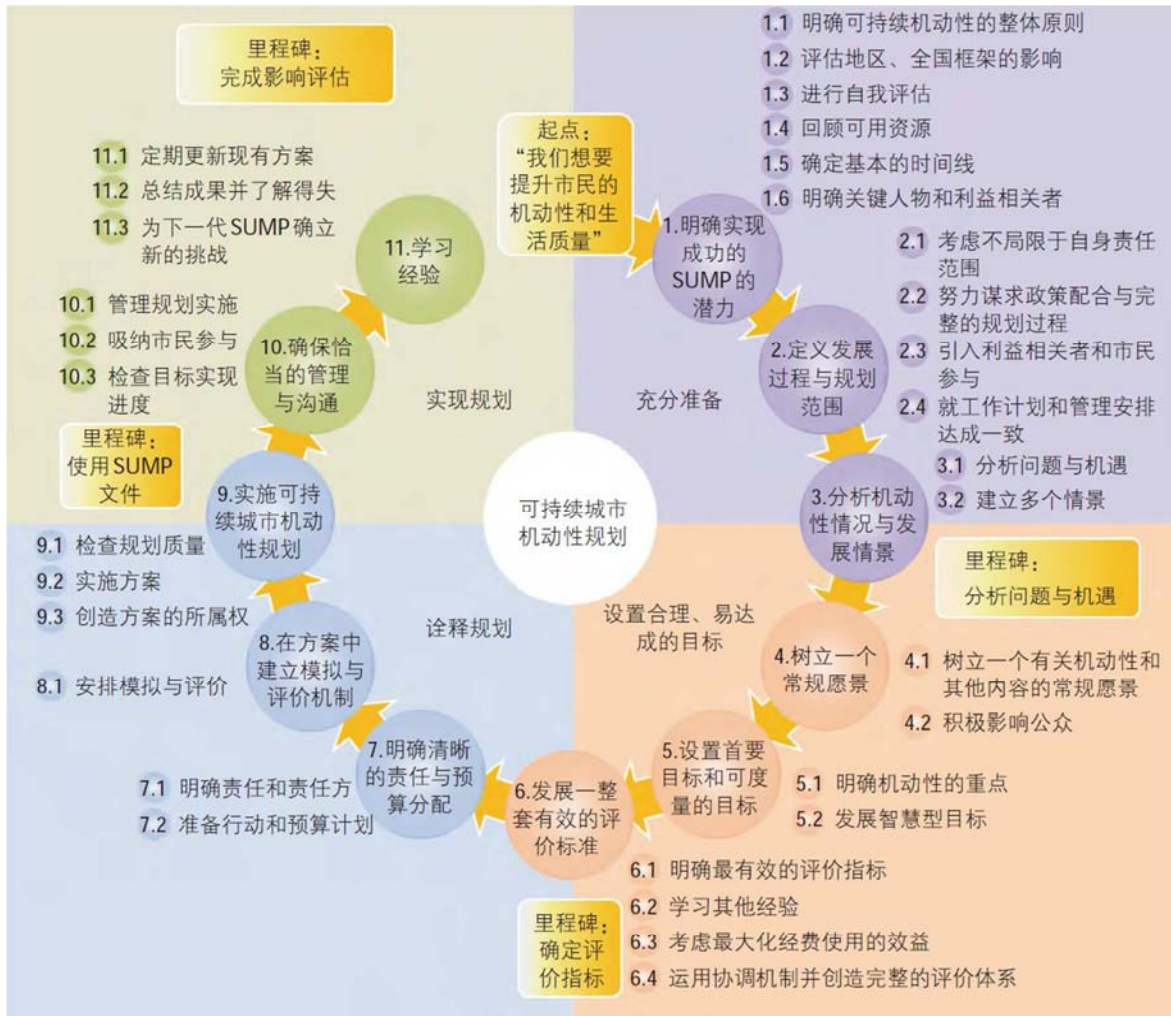 里程碑：
完成影响评估
11.1 定期更新现有方案
11.2 总结成果并了解得失
11.3 为下一代SUMP确立
新的挑战
10.1 管理规划实施
10.2 吸纳市民参与
10.3 检查目标实现
进度
里程碑：
使用SUMP
文件
11.学习
经验
10.确保恰
当的管理
与沟通
实现规划
9.实施可持
续城市机动
性规划
起点：
“我们想要
提升市民的
机动性和生
活质量”
1.1 明确可持续机动性的整体原则
1.2 评估地区、全国框架的影响
1.3 进行自我评估
1.4 回顾可用资源
1.5 确定基本的时间线
1.6 明确关键人物和利益相关者
1.明确实现
成功的
SUMP的
潜力
2.1 考虑不局限于自身责任
范围
2.2 努力谋求政策配合与完
整的规划过程
2.3 引入利益相关者和市民
参与
2.4 就工作计划和管理安排
达成一致
2.定义发展
过程与规划
范围
充分准备
3.1 分析问题与机遇
3.2 建立多个情景
3.分析机动
性情况与发
展情景
可持续城市
机动性规划
里程碑：
分析问题与机遇
设置合理、易达
成的目标
4.树立一个
常规愿景
4.1 树立一个有关机动性和
其他内容的常规愿景
4.2 积极影响公众
5.设置首要
目标和可度
量的目标
5.1 明确机动性的重点
5.2 发展智慧型目标
6.发展一整
套有效的评
价标准
6.1 明确最有效的评价指标
6.2 学习其他经验
6.3 考虑最大化经费使用的效益
6.4 运用协调机制并创造完整的评价体系
里程碑：
确定评
价指标
诠释规划
7.明确清晰
的责任与预
算分配
7.1 明确责任和责任方
7.2 准备行动和预算计划
8.在方案中
建立模拟与
评价机制
8.1 安排模拟与评价
9.1 检查规划质量
9.2 实施方案
9.3 创造方案的所属权